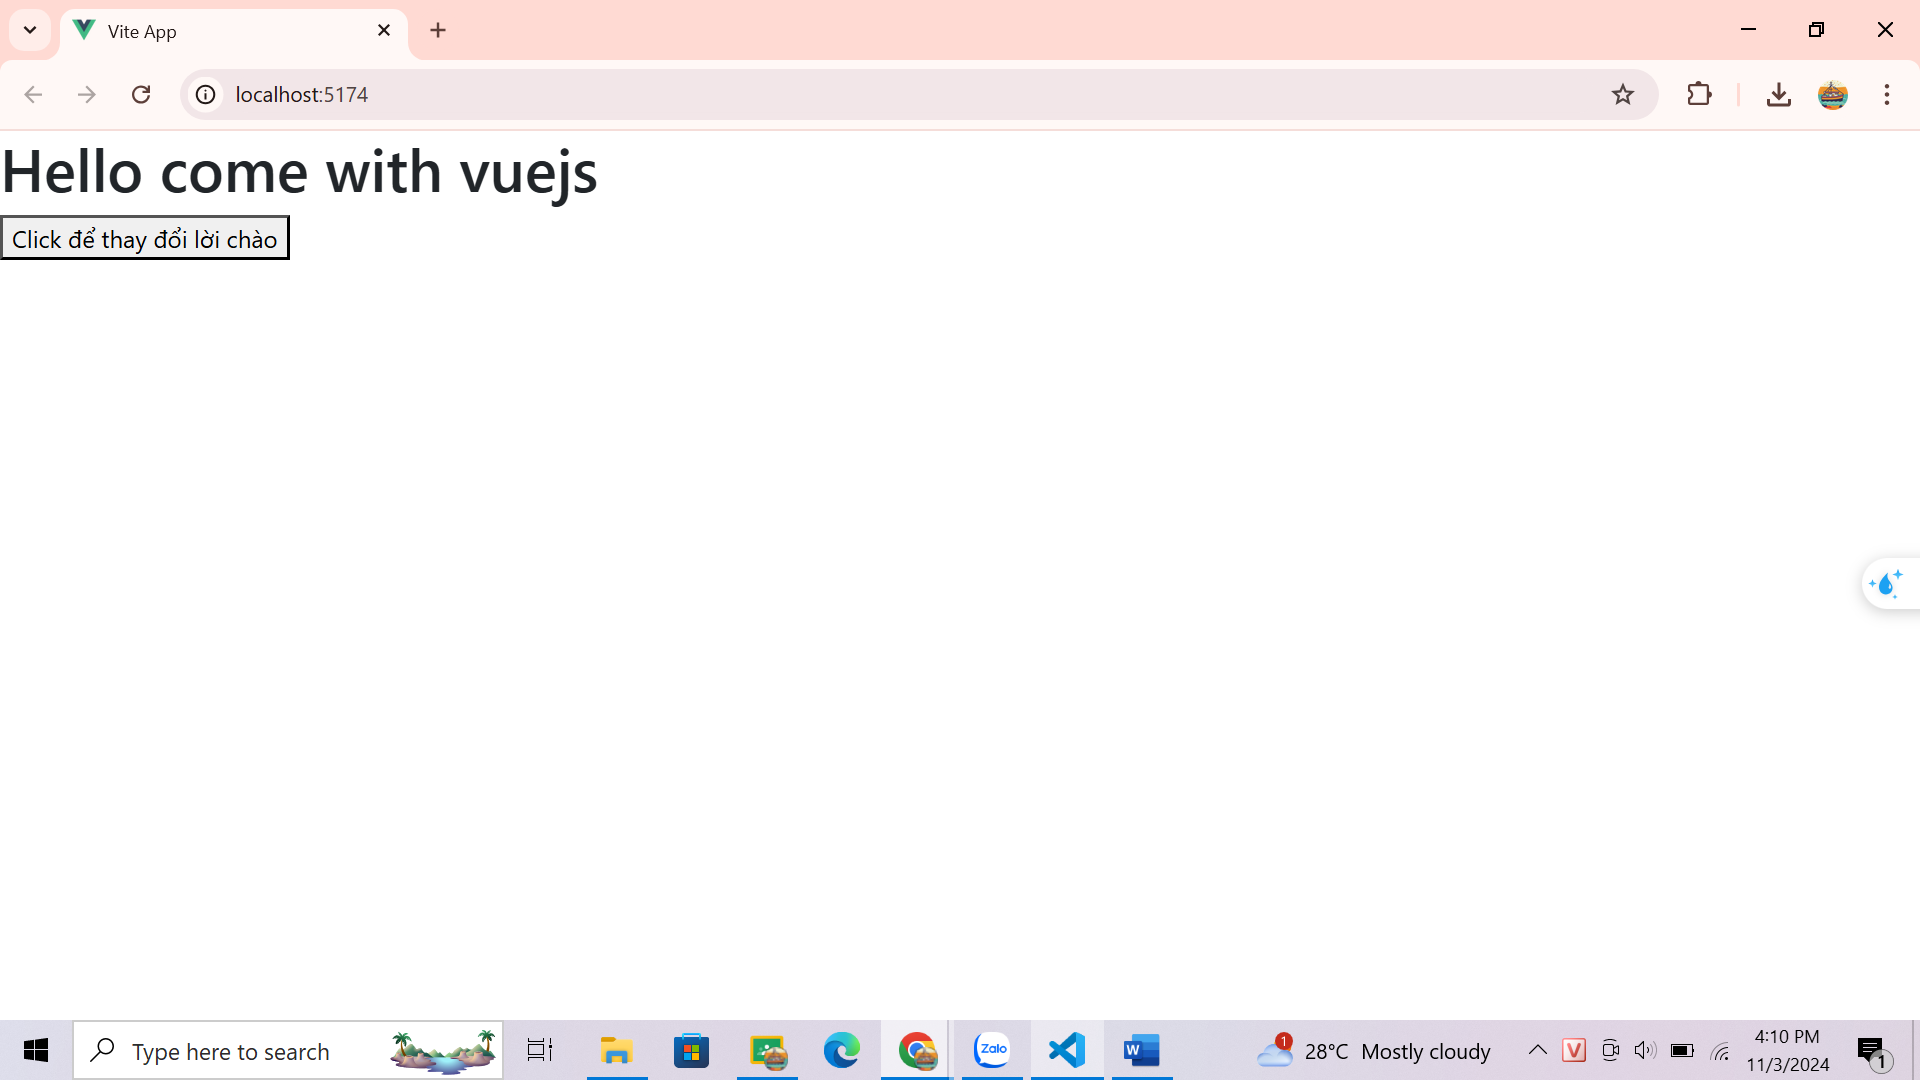 Vite App
localhost:5174
Hello come with vuejs
Click để thay đổi lời chào
Type here to search
Zalo
W
1
28°C Mostly cloudy
V
4:10 PM
11/3/2024
1